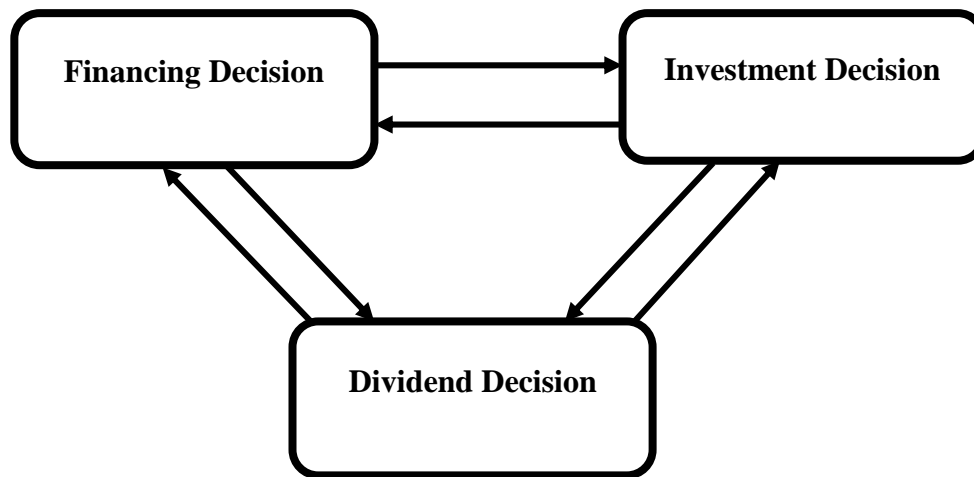 Financing Decision
Investment Decision
Dividend Decision